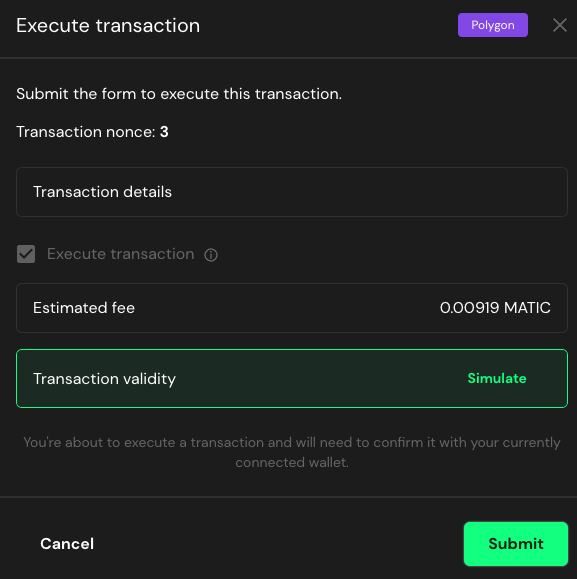 Execute transaction
Polygon
Submit the form to execute this transaction.
Transaction nonce: 3
Transaction details
Execute transaction
Estimated fee
0.00919 MATIC
Transaction validity
Simulate
You're about to execute a transaction and will need to confirm it with your currently
connected wallet.
Cancel
Submit